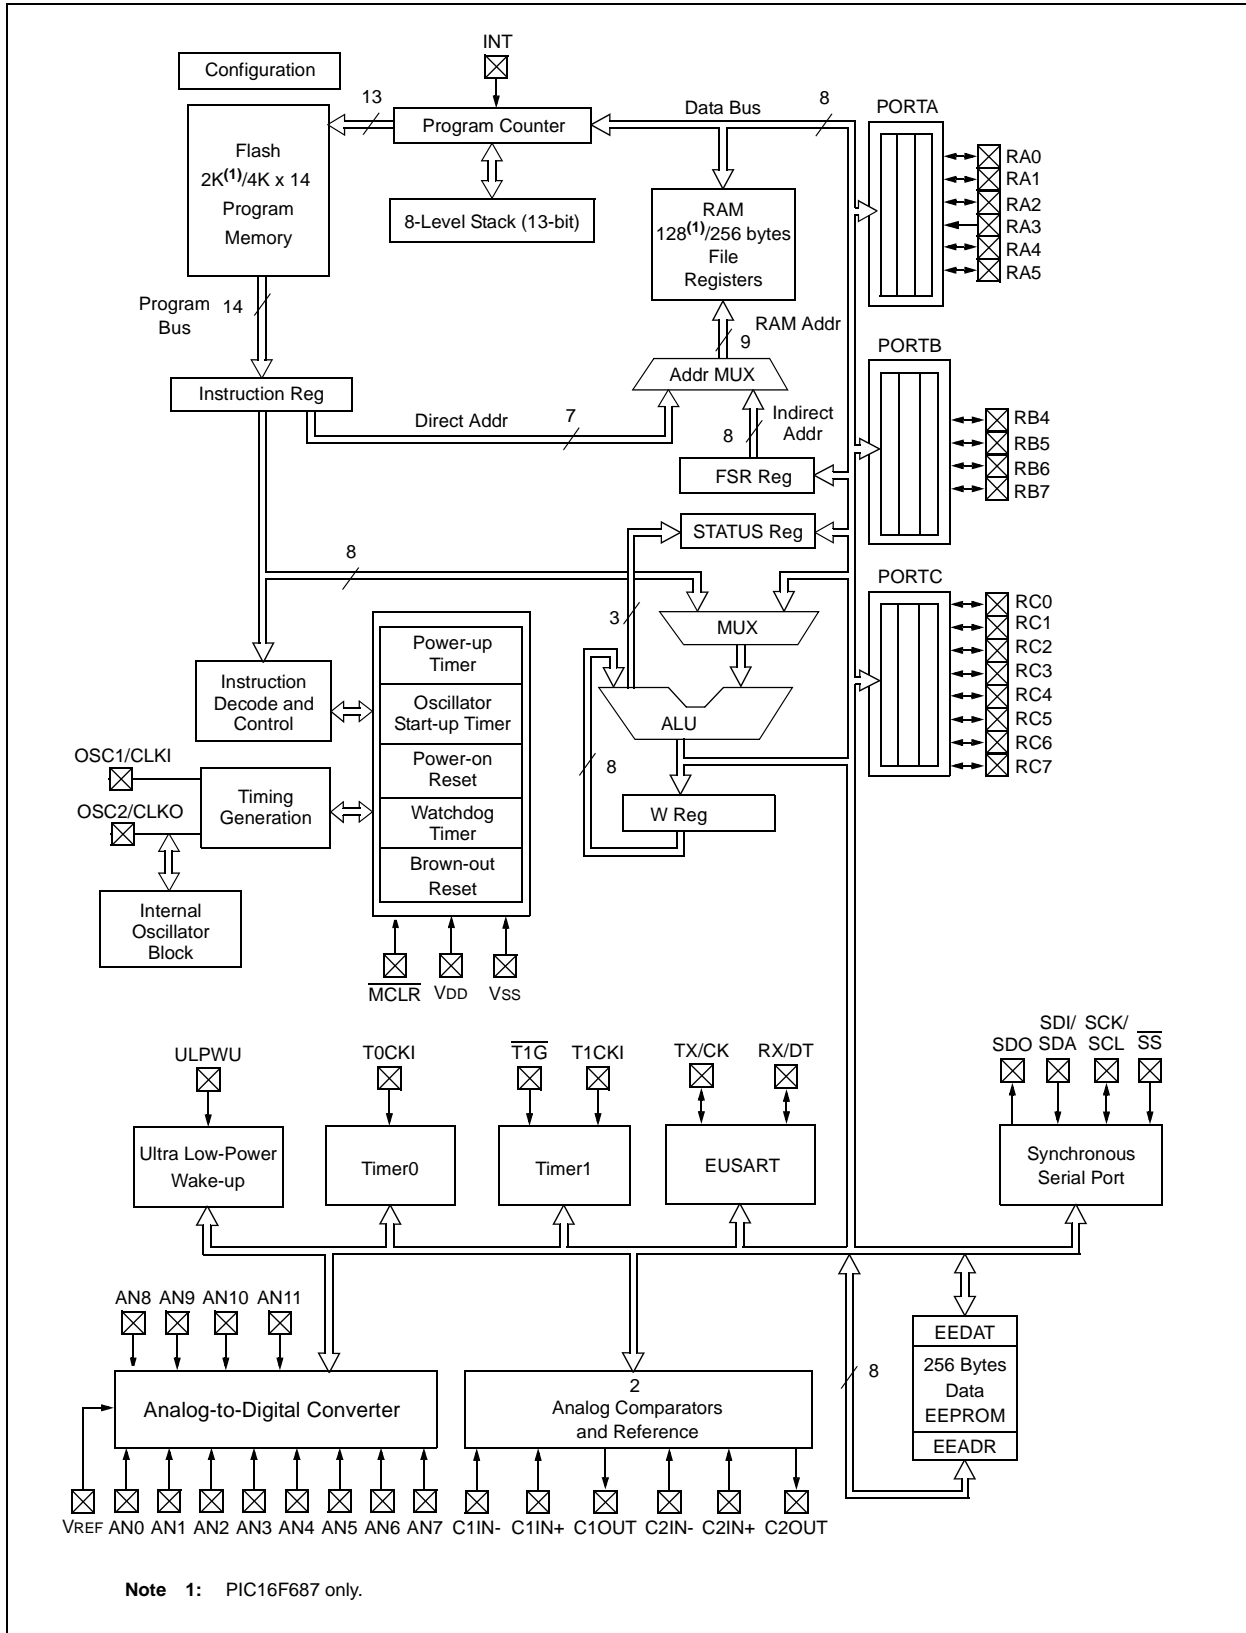 INT
Configuration
13
Data Bus
8
PORTA
Program Counter
Flash
2K(1)/4K x 14
Program
Memory
8-Level Stack (13-bit)
RAM
128(1)/256 bytes
File
Registers
RA0
RA1
RA2
RA3
RA4
RA5
Program
Bus
14
RAM Addr
9
PORTB
Addr MUX
Instruction Reg
Direct Addr
7
Indirect
Addr
8
FSR Reg
RB4
RB5
RB6
RB7
STATUS Reg
8
PORTC
3
MUX
RC0
RC1
RC2
RC3
RC4
RC5
RC6
RC7
Power-up
Timer
Oscillator
Start-up Timer
Power-on
Reset
Watchdog
Timer
Brown-out
Reset
Instruction
Decode and
Control
ALU
8
W Reg
OSC1/CLKI
OSC2/CLKO
Timing
Generation
Internal
Oscillator
Block
MCLR
VDD
VSS
ULPWU
T0CKI
T1G
T1CKI
TX/CK
RX/DT
SDO
SDI/
SDA
SCK/
SCL
SS
Ultra Low-Power
Wake-up
Timer0
Timer1
EUSART
Synchronous
Serial Port
AN8
AN9
AN10
AN11
EEDAT
256 Bytes
Data
EEPROM
EEADR
8
Analog-to-Digital Converter
2
Analog Comparators
and Reference
VREF
AN0
AN1
AN2
AN3
AN4
AN5
AN6
AN7
C1IN-
C1IN+
C1OUT
C2IN-
C2IN+
C2OUT
Note 1: PIC16F687 only.